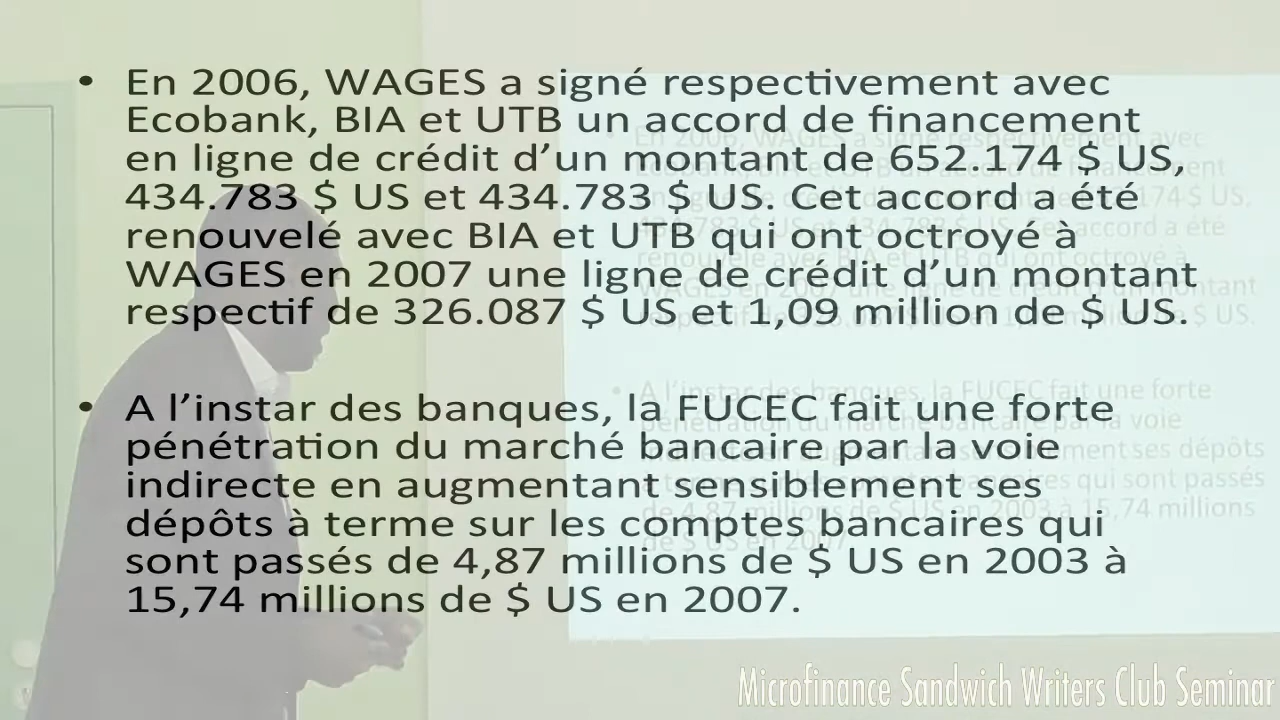 • En 2006, WAGES a signé respectivement avec
Ecobank, BIA et UTB un accord de financement
en ligne de crédit d’un montant de 652.174 $ US,
434.783 $ US et 434.783 $ US. Cet accord a été
renouvelé avec BIA et UTB qui ont octroyé à
WAGES en 2007 une ligne de crédit d’un montant
respectif de 326.087 $ US et 1,09 million de $ US.
• A l’instar des banques, la FUCEC fait une forte
pénétration du marché bancaire par la voie
indirecte en augmentant sensiblement ses
dépôts à terme sur les comptes bancaires qui
sont passés de 4,87 millions de $ US en 2003 à
15,74 millions de $ US en 2007.
Microfinance Sandwich Writers Club Seminar